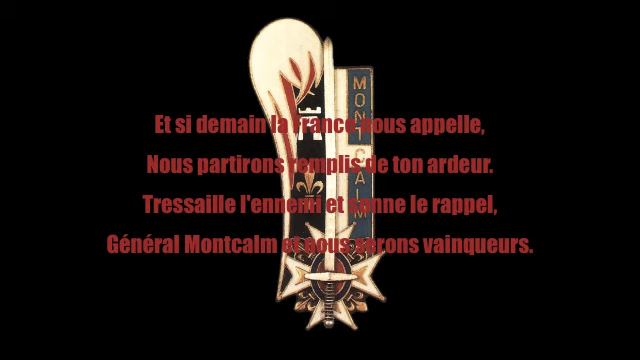 Et si demain la France nous appelle,
Nous partirons remplis de ton ardeur.
Tressaille l'ennemi et sonne le rappel,
Général Montcalm et nous serons vainqueurs.
MONTCALM